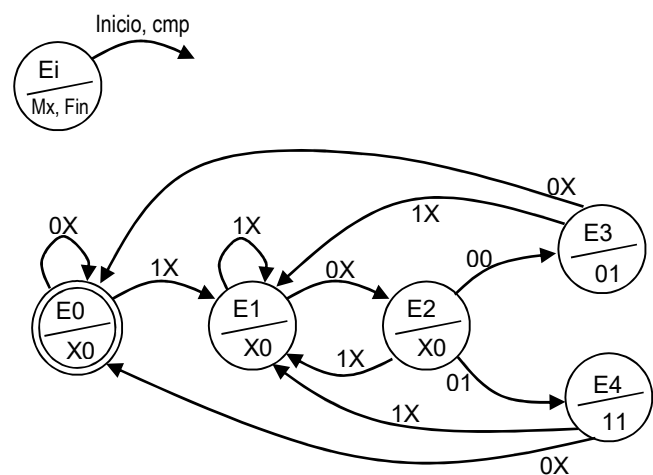 Inicio, cmp
Ei
Mx, Fin
0X
1X
E0
X0
1X
0X
E1
X0
1X
E2
X0
00
01
0X
1X
E3
01
E4
11
1X
0X